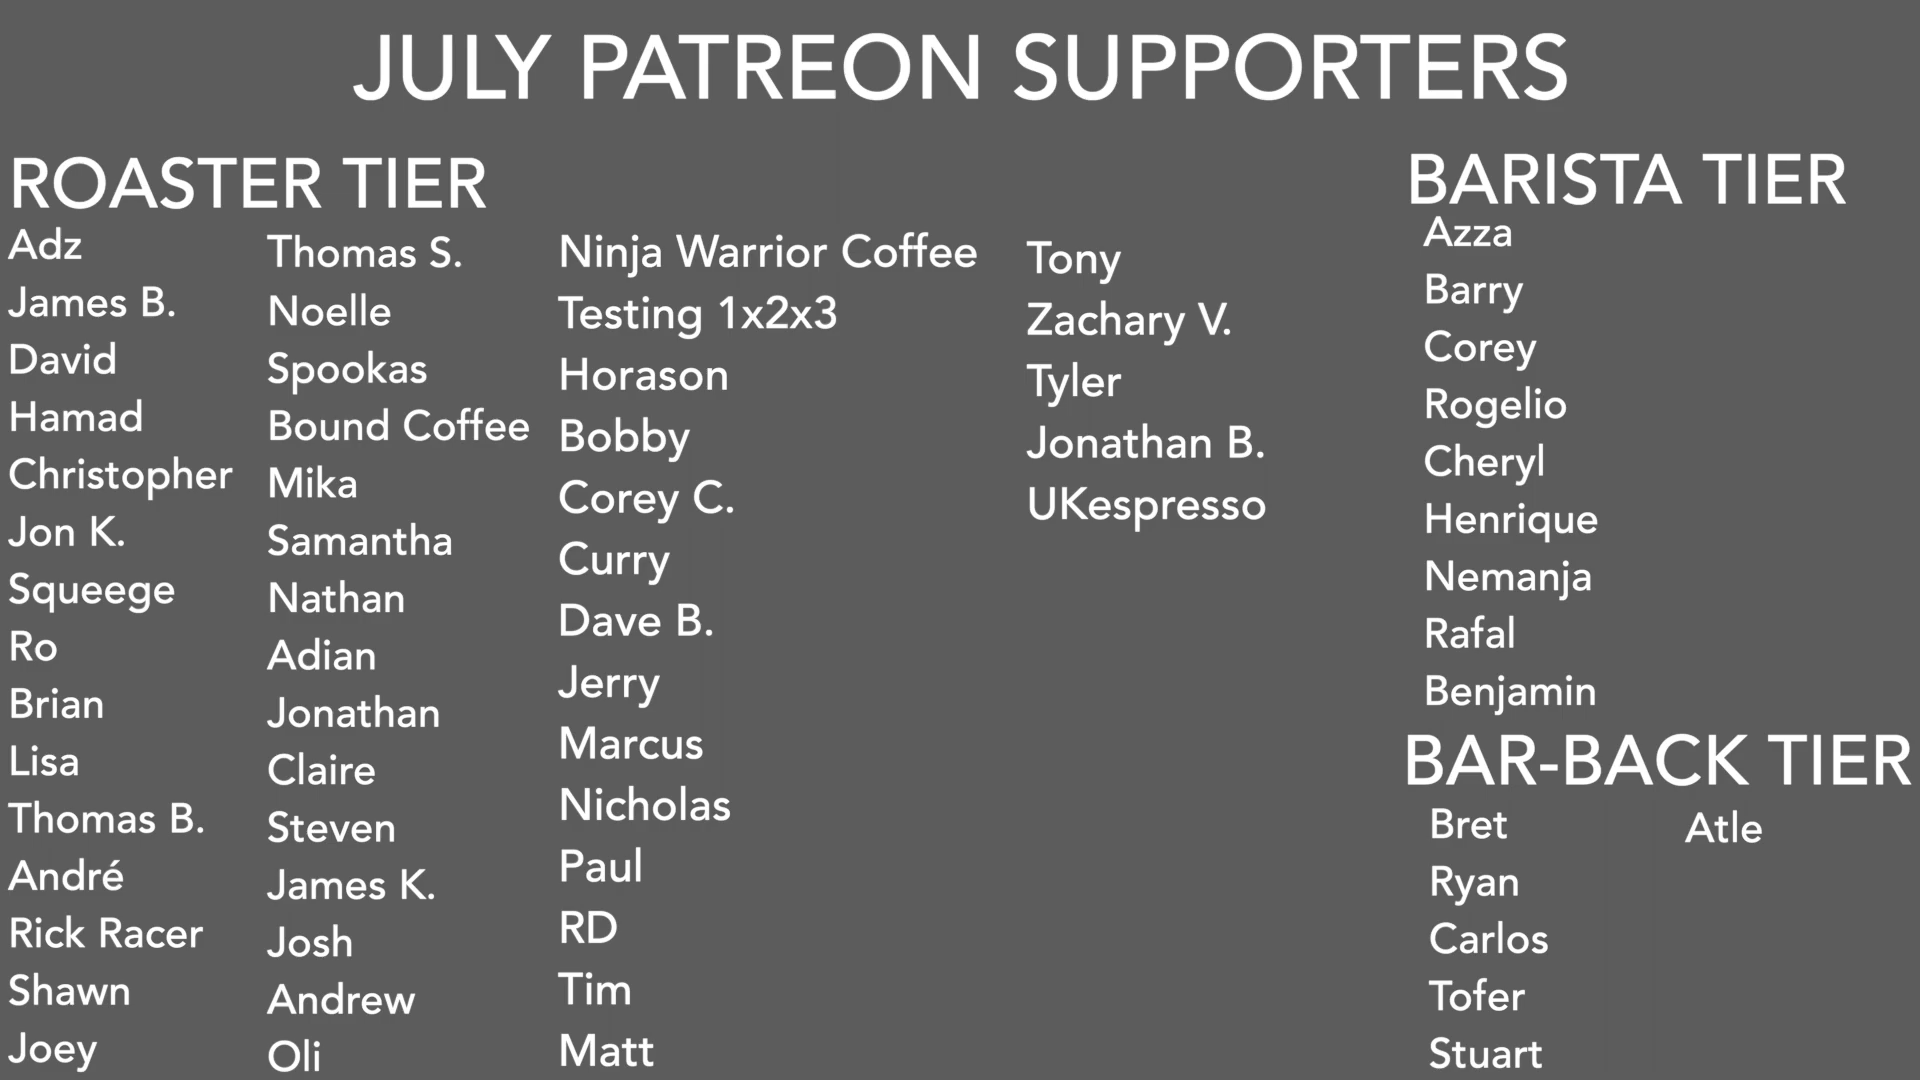 JULY PATREON SUPPORTERS
ROASTER TIER
Adz
James B.
David
Hamad
Christopher
Jon K.
Squeege
Ro
Brian
Lisa
Thomas B.
André
Rick Racer
Shawn
Joey
Thomas S.
Noelle
Spookas
Bound Coffee
Mika
Samantha
Nathan
Adian
Jonathan
Claire
Steven
James K.
Josh
Andrew
Oli
Ninja Warrior Coffee
Testing 1x2x3
Horason
Bobby
Corey C.
Curry
Dave B.
Jerry
Marcus
Nicholas
Paul
RD
Tim
Matt
Tony
Zachary V.
Tyler
Jonathan B.
UKespresso
BARISTA TIER
Azza
Barry
Corey
Rogelio
Cheryl
Henrique
Nemanja
Rafal
Benjamin
BAR-BACK TIER
Bret
Ryan
Carlos
Tofer
Stuart
Atle